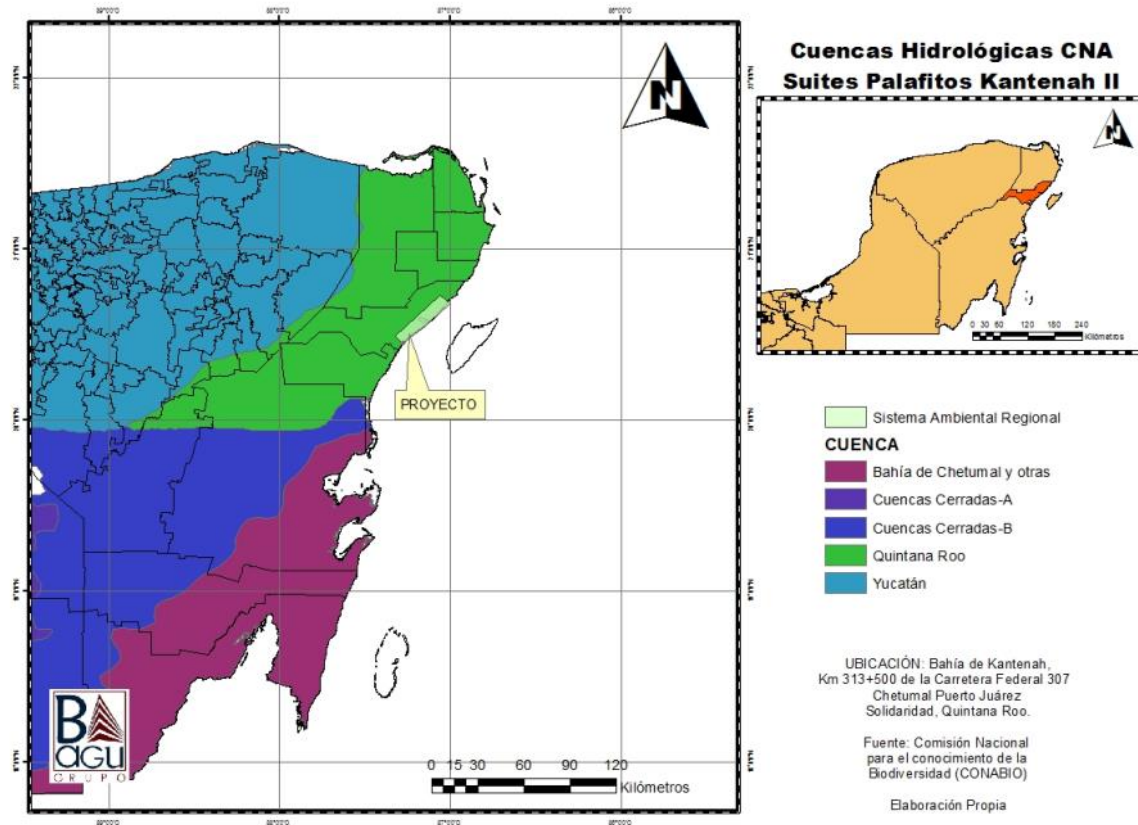 Cuencas Hidrológicas CNA
Suites Palafitos Kantenah II
N
N
0 30 60 120 180 240
Kilómetros
PROYECTO
Sistema Ambiental Regional
CUENCA
Bahía de Chetumal y otras
Cuencas Cerradas-A
Cuencas Cerradas-B
Quintana Roo
Yucatán
UBICACIÓN: Bahía de Kantenah,
Km 313+500 de la Carretera Federal 307
Chetumal Puerto Juárez
Solidaridad, Quintana Roo.
Fuente: Comisión Nacional
para el conocimiento de la
Biodiversidad (CONABIO)
Elaboración Propia
BAGU
GRUPO
0 15 30 60 90 120
Kilómetros